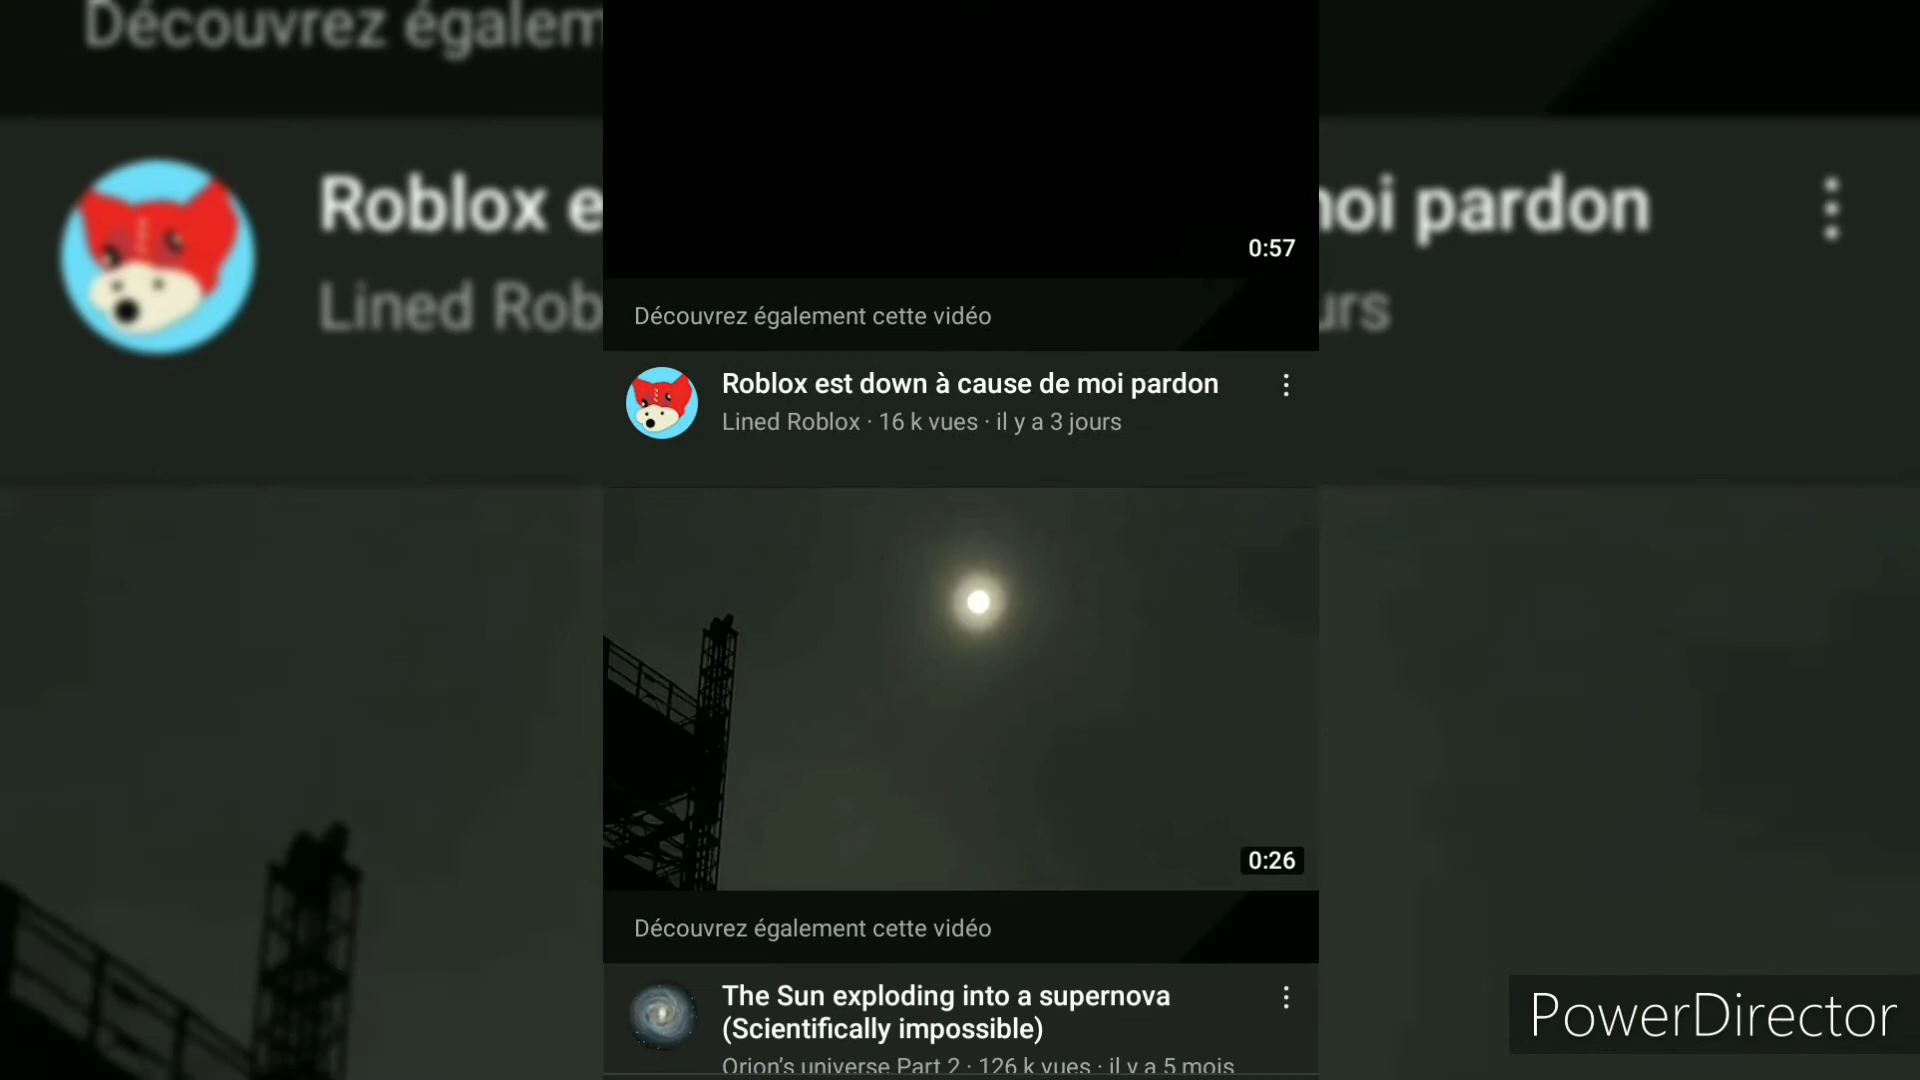 Découvrez égalem
Roblox e
moi pardon
Lined Rob
urs
0:57
Découvrez également cette vidéo
Roblox est down à cause de moi pardon
Lined Roblox · 16 k vues · il y a 3 jours
0:26
Découvrez également cette vidéo
The Sun exploding into a supernova
(Scientifically impossible)
Orion's universe Part 2 · 126 k vues · il y a 5 mois
PowerDirector